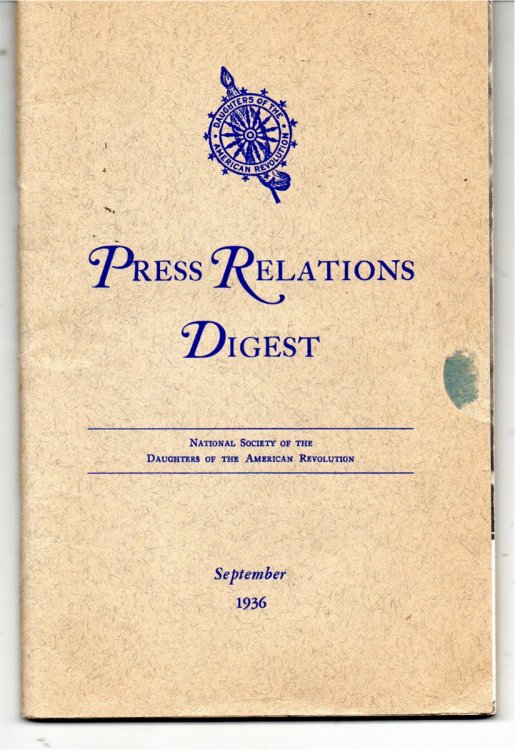 DAUGHTERS OF THE
AMERICAN REVOLUTION
PRESS RELATIONS
DIGEST
NATIONAL SOCIETY OF THE
DAUGHTERS OF THE AMERICAN REVOLUTION
September
1936